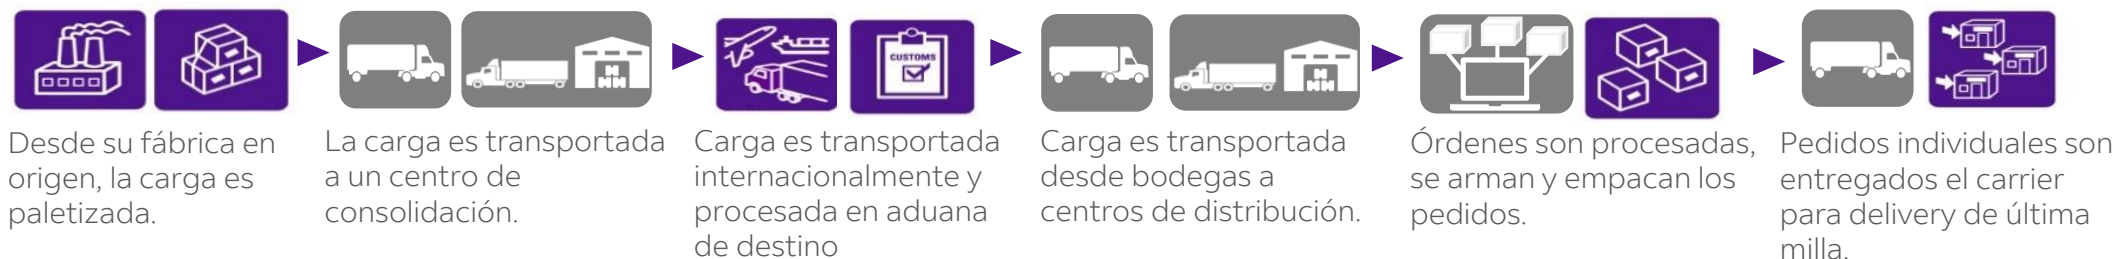 CUSTOMS
Desde su fábrica en
origen, la carga es
paletizada.
La carga es transportada
a un centro de
consolidación.
Carga es transportada
internacionalmente y
procesada en aduana
de destino
Carga es transportada
desde bodegas a
centros de distribución.
Órdenes son procesadas,
se arman y empacan los
pedidos.
Pedidos individuales son
entregados el carrier
para delivery de última
milla.